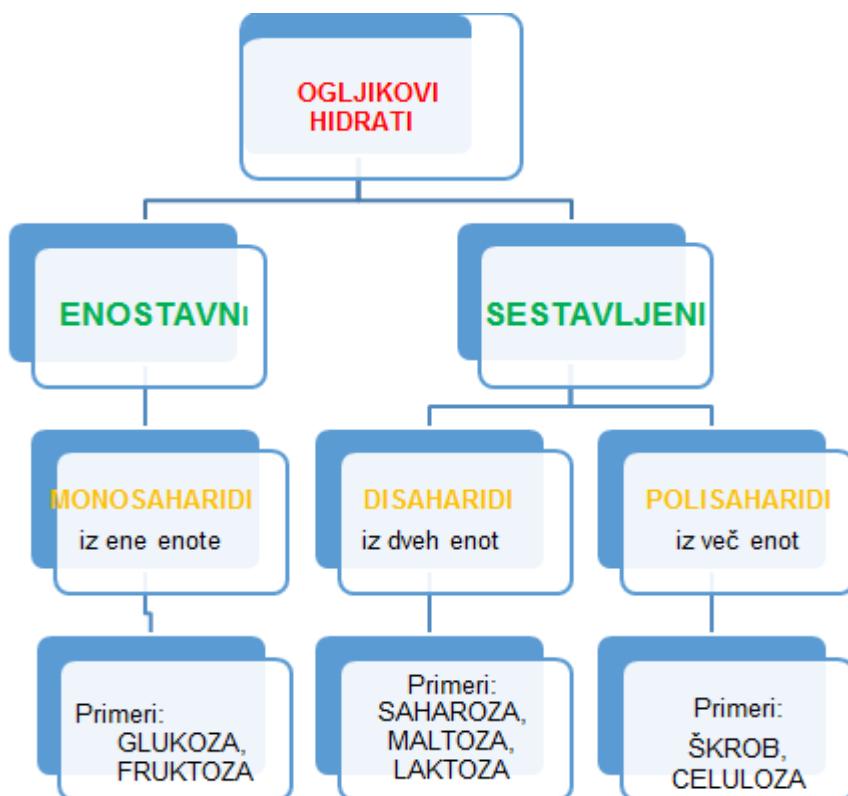 OGLJIKOVI
HIDRATI
ENOSTAVNI
SESTAVLJENI
MONOSAHARIDI
iz ene enote
DISAHARIDI
iz dveh enot
POLISAHARIDI
iz več enot
Primeri:
GLUKOZA,
FRUKTOZA
Primeri:
SAHAROZA,
MALTOZA,
LAKTOZA
Primeri:
ŠKROB,
CELULOZA